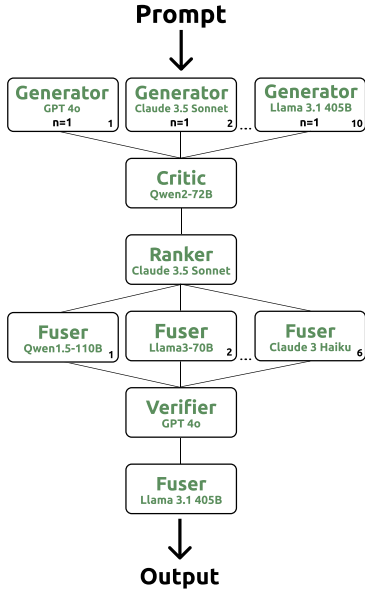 Prompt
Generator
GPT 4o
n=1
1
Generator
Claude 3.5 Sonnet
n=1
2
...
Generator
Llama 3.1 405B
n=1
10
Critic
Qwen2-72B
Ranker
Claude 3.5 Sonnet
Fuser
Qwen1.5-110B
1
Fuser
Llama3-70B
2
...
Fuser
Claude 3 Haiku
6
Verifier
GPT 4o
Fuser
Llama 3.1 405B
Output